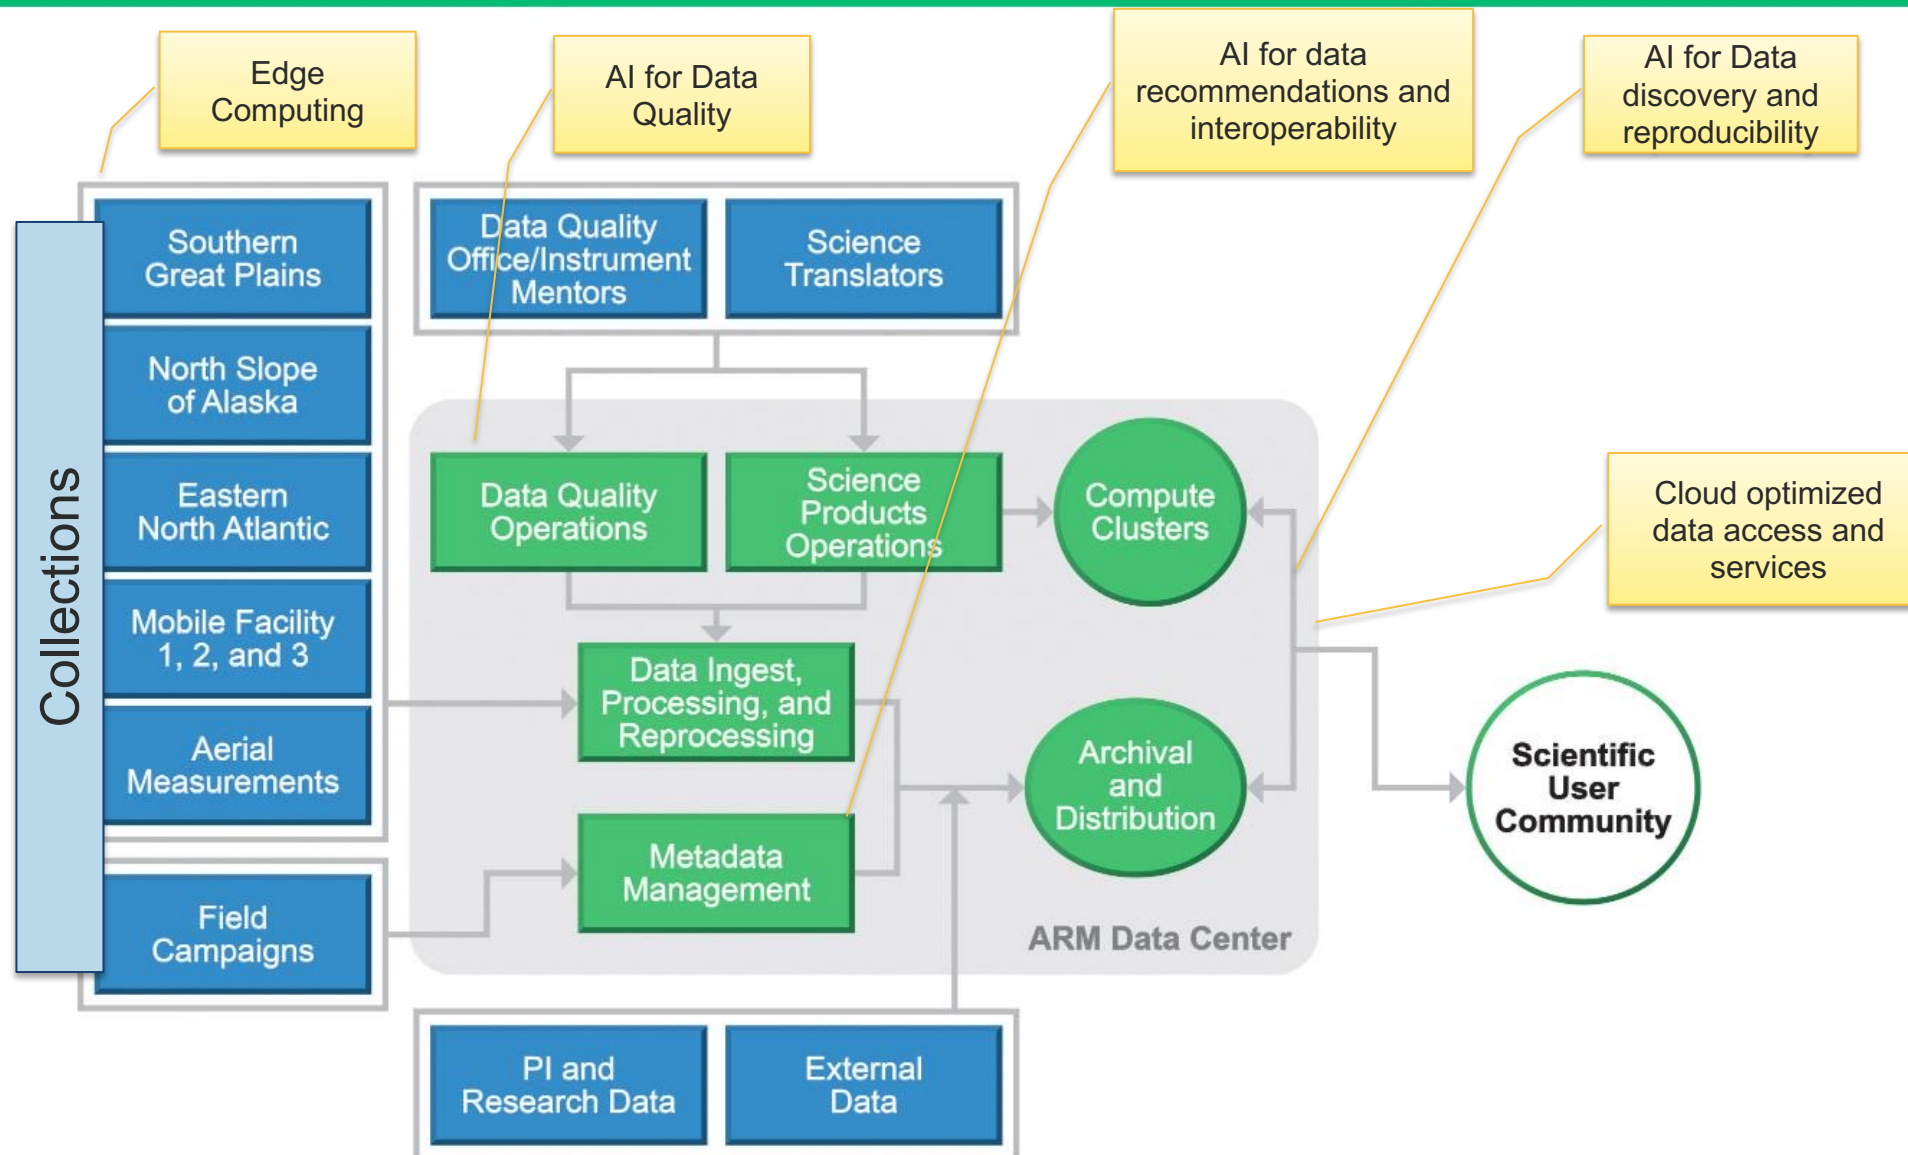 Edge
Computing
AI for Data
Quality
AI for data
recommendations and
interoperability
AI for Data
discovery and
reproducibility
Collections
Southern
Great Plains
North Slope
of Alaska
Eastern
North Atlantic
Mobile Facility
1, 2, and 3
Aerial
Measurements
Field
Campaigns
Data Quality
Office/Instrument
Mentors
Science
Translators
Data Quality
Operations
Science
Products
Operations
Compute
Clusters
Cloud optimized
data access and
services
Data Ingest,
Processing, and
Reprocessing
Metadata
Management
Archival
and
Distribution
ARM Data Center
Scientific
User
Community
PI and
Research Data
External
Data